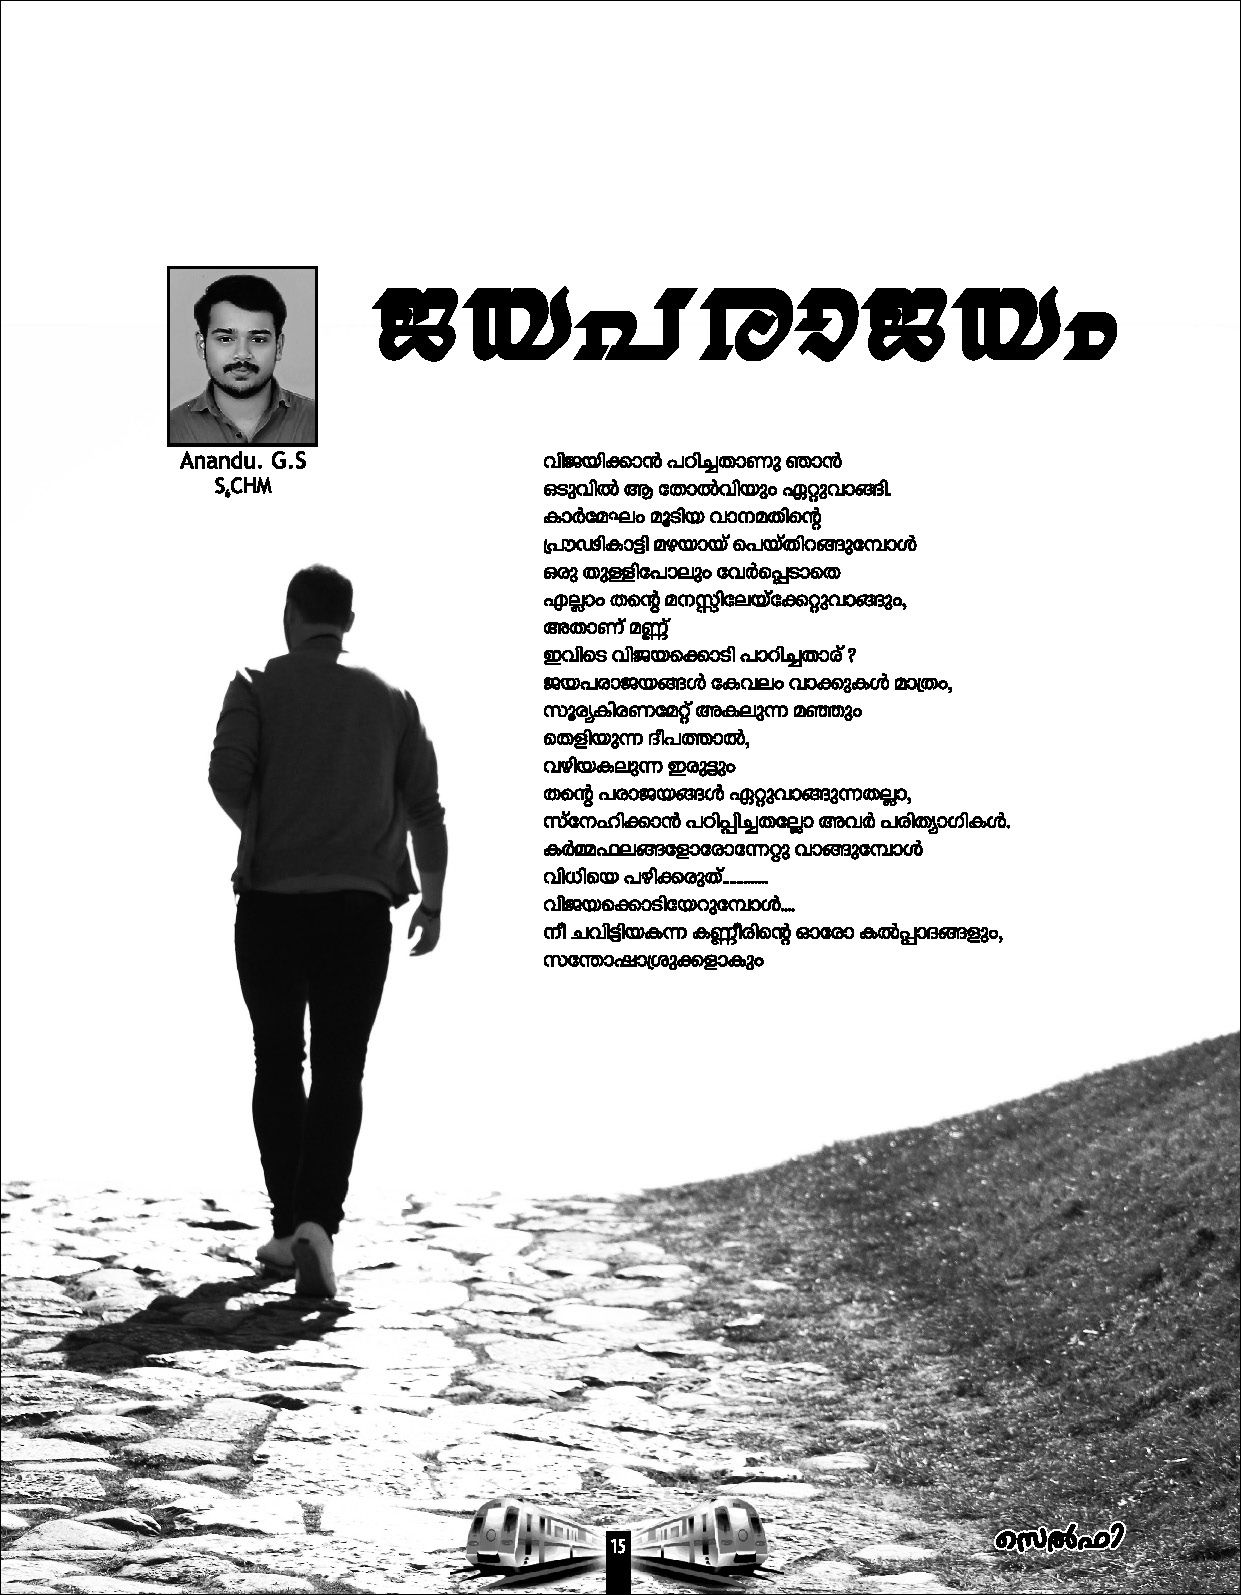 ജയപരാജയം
Anandu. G.S
S₆CHM
വിജയിക്കാൻ പഠിച്ചതാണു ഞാൻ
ഒടുവിൽ ആ തോൽവിയും ഏറ്റുവാങ്ങി.
കാർമേഘം മൂടിയ വാനമതിന്റെ
പ്രൗഢികാട്ടി മഴയായ് പെയ്തിറങ്ങുമ്പോൾ
ഒരു തുള്ളിപോലും വേർപ്പെടാതെ
എല്ലാം തന്റെ മനസ്സിലേയ്ക്കേറ്റുവാങ്ങും,
അതാണ് മണ്ണ്
ഇവിടെ വിജയക്കൊടി പാറിച്ചതാര് ?
ജയപരാജയങ്ങൾ കേവലം വാക്കുകൾ മാത്രം,
സൂര്യകിരണമേറ്റ് അകലുന്ന മഞ്ഞും
തെളിയുന്ന ദീപത്താൽ,
വഴിയകലുന്ന ഇരുട്ടും
തന്റെ പരാജയങ്ങൾ ഏറ്റുവാങ്ങുന്നതല്ലാ,
സ്നേഹിക്കാൻ പഠിപ്പിച്ചതല്ലോ അവർ പരിത്യാഗികൾ.
കർമ്മഫലങ്ങളോരോന്നേറ്റു വാങ്ങുമ്പോൾ
വിധിയെ പഴിക്കരുത്............
വിജയക്കൊടിയേറുമ്പോൾ....
നീ ചവിട്ടിയകന്ന കണ്ണീരിന്റെ ഓരോ കൽപ്പാദങ്ങളും,
സന്തോഷാശ്രുക്കളാകും
15
സെൽഫി